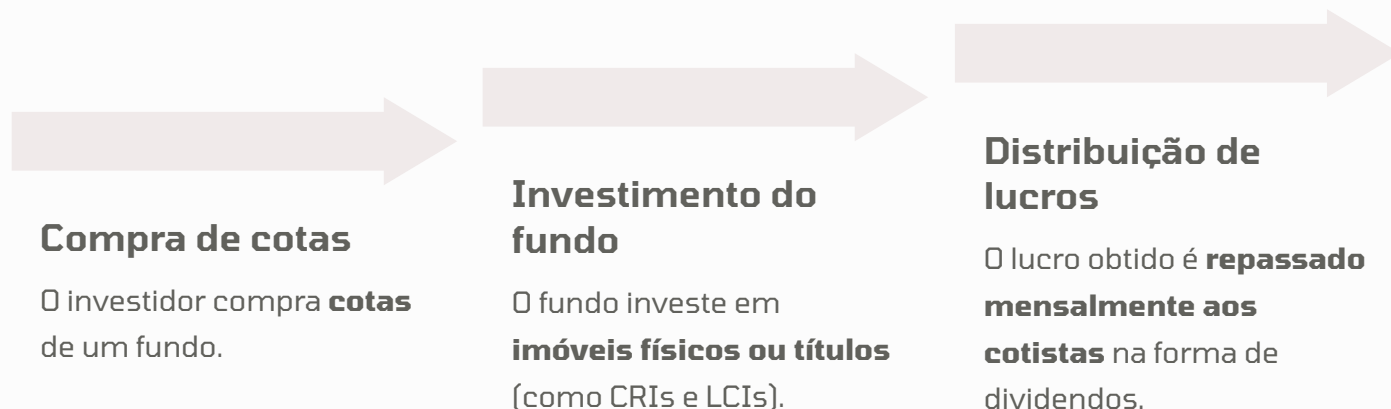 Compra de cotas
O investidor compra cotas
de um fundo.
Investimento do
fundo
O fundo investe em
imóveis físicos ou títulos
(como CRIs e LCIs).
Distribuição de
lucros
O lucro obtido é repassado
mensalmente aos
cotistas na forma de
dividendos.